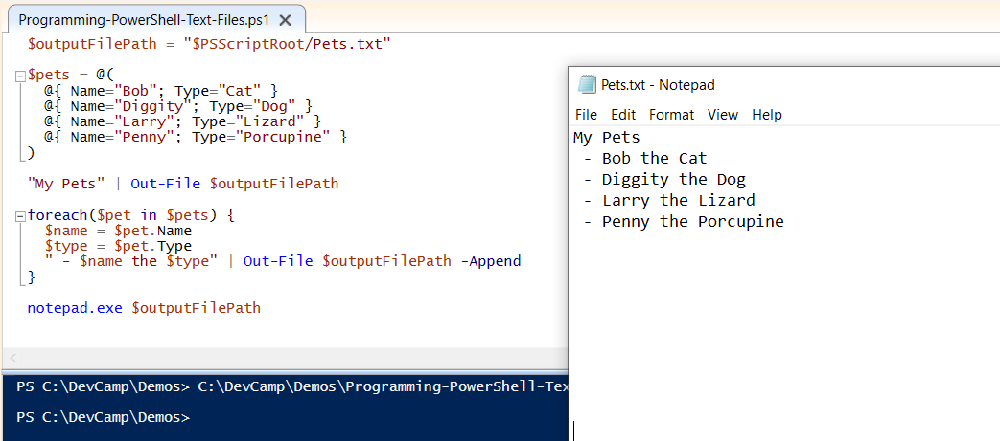 Programming-PowerShell-Text-Files.ps1
$outputFilePath = "$PSScriptRoot/Pets.txt"
$pets = @(
@{ Name="Bob"; Type="Cat" }
@{ Name="Diggity"; Type="Dog" }
@{ Name="Larry"; Type="Lizard" }
@{ Name="Penny"; Type="Porcupine" }
)
"My Pets" | Out-File $outputFilePath
foreach($pet in $pets) {
$name = $pet.Name
$type = $pet.Type
" - $name the $type" | Out-File $outputFilePath -Append
}
notepad.exe $outputFilePath
PS C:\DevCamp\Demos> C:\DevCamp\Demos\Programming-PowerShell-Tex
PS C:\DevCamp\Demos>
Pets.txt - Notepad
File Edit Format View Help
My Pets
- Bob the Cat
- Diggity the Dog
- Larry the Lizard
- Penny the Porcupine